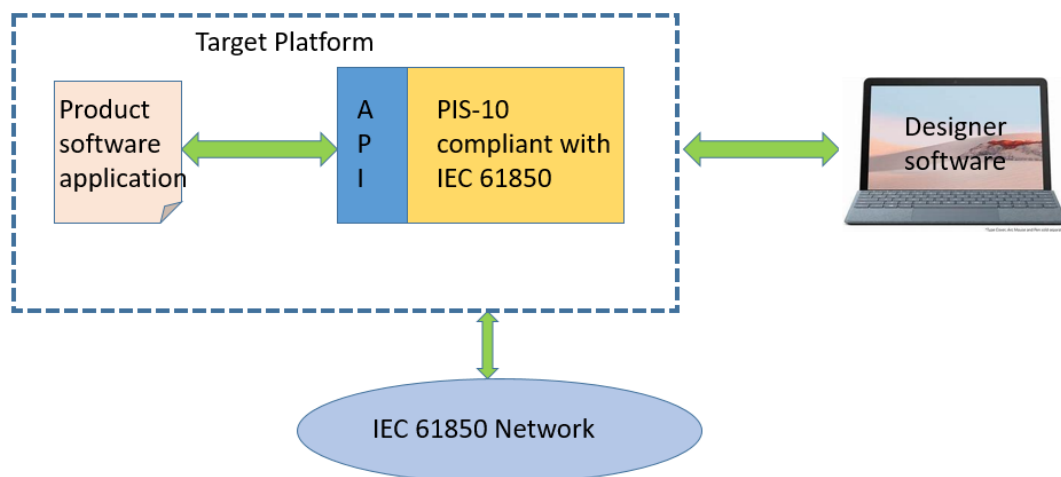 Target Platform
Product
software
application
A
P
I
PIS-10
compliant with
IEC 61850
Designer
software
IEC 61850 Network